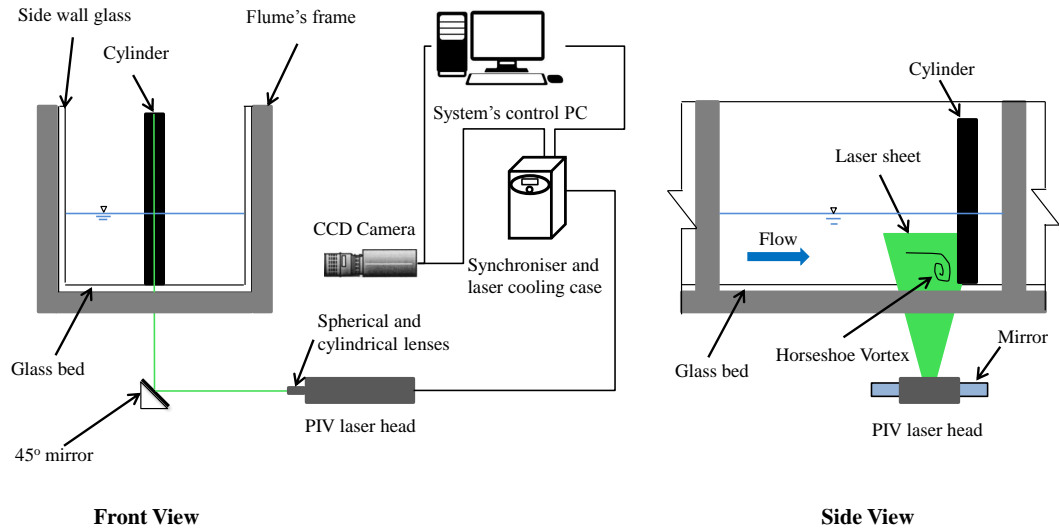 Side wall glass
Flume's frame
Cylinder
System's control PC
CCD Camera
Synchroniser and
laser cooling case
Spherical and
cylindrical lenses
Glass bed
PIV laser head
45o mirror
Front View
Cylinder
Laser sheet
Flow
Horseshoe Vortex
Mirror
Glass bed
PIV laser head
Side View